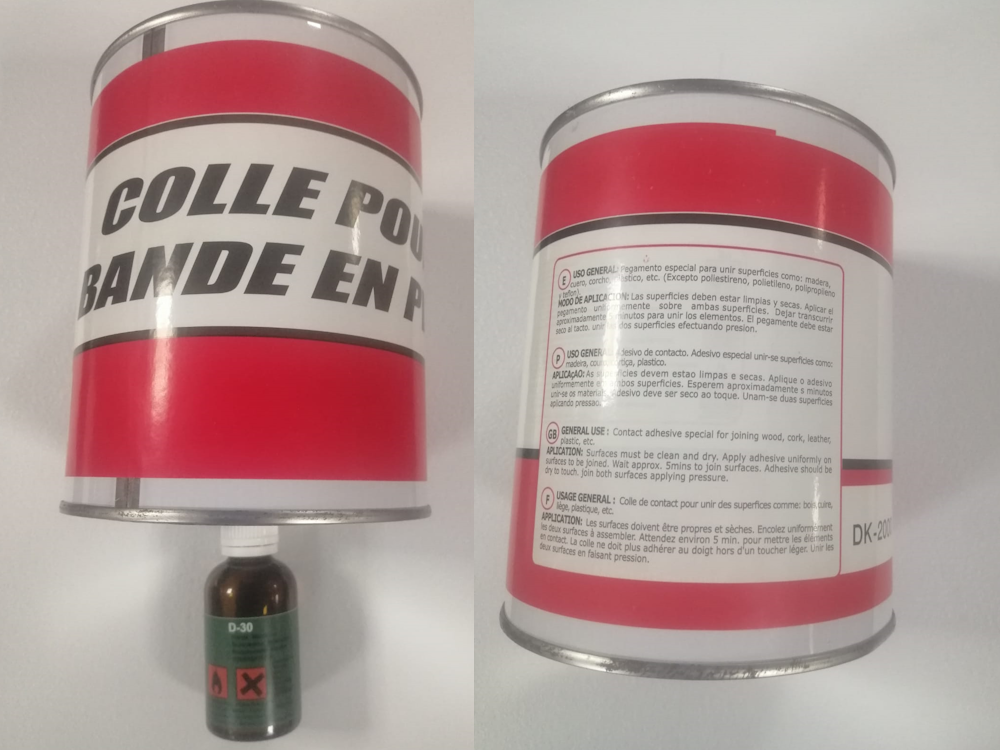 COLLE POU
BANDE EN P
D-30
E USO GENERAL: Pegamento especial para unir superficies como: madera,
cuero, corcho, plástico, etc. (Excepto poliestireno, polietileno, polipropileno
y teflon).
MODO DE APLICACION: Las superficies deben estar limpias y secas. Aplicar el
pegamento uniformemente sobre ambas superficies. Dejar transcurrir
aproximadamente minutos para unir los elementos. El pegamento debe estar
seco al tacto. unir dos superficies efectuando presion.
P USO GENERAL: Adesivo de contacto. Adesivo especial unir-se superficies como:
madeira, plastico.
APLICAçAO: As superficies devem estao limpas e secas. Aplique o adesivo
uniformemente ambos superficies. Esperem aproximadamente s minutos
unir-se os adesivo deve ser seco ao toque. Unam-se duas superficies
aplicando pressao.
GB GENERAL USE : Contact adhesive special for joining wood, cork, leather,
plastic, etc.
APLICATION: Surfaces must be clean and dry. Apply adhesive uniformly on
surfaces to be joined. Wait approx. 5mins to join surfaces. Adhesive should be
dry to touch, join both surfaces applying pressure.
F USAGE GENERAL : Colle de contact pour unir des superfices comme: bois, cuire,
liège, plastique, etc.
APPLICATION: Les surfaces doivent être propres et sèches. Encolez uniformément
les deux surfaces à assembler. Attendez environ 5 min. pour mettre les éléments
en contact. La colle ne doit plus adhérer au doigt hors d'un toucher léger. Unir les
deux surfaces en faisant pression.
DK-200